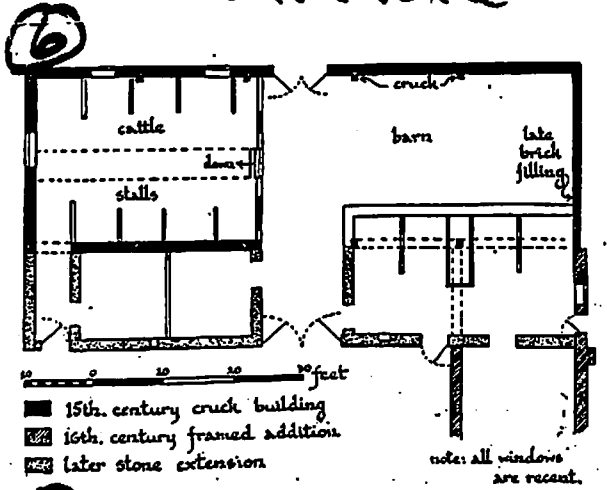 6
cruck
cattle
barn
late
brick
filling
down
stalls
10 0 10 20 30 feet
15th. century cruck building
16th. century framed addition
later stone extension
note: all windows
are recent.